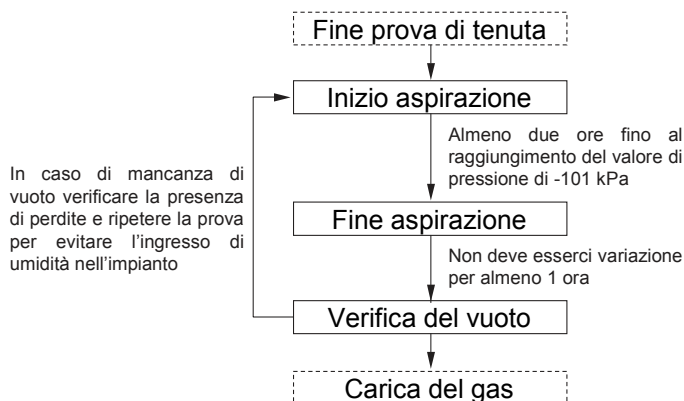 Fine prova di tenuta
Inizio aspirazione
Almeno due ore fino al
raggiungimento del valore di
pressione di -101 kPa
In caso di mancanza di
vuoto verificare la presenza
di perdite e ripetere la prova
per evitare l'ingresso di
umidità nell'impianto
Fine aspirazione
Non deve esserci variazione
per almeno 1 ora
Verifica del vuoto
Carica del gas